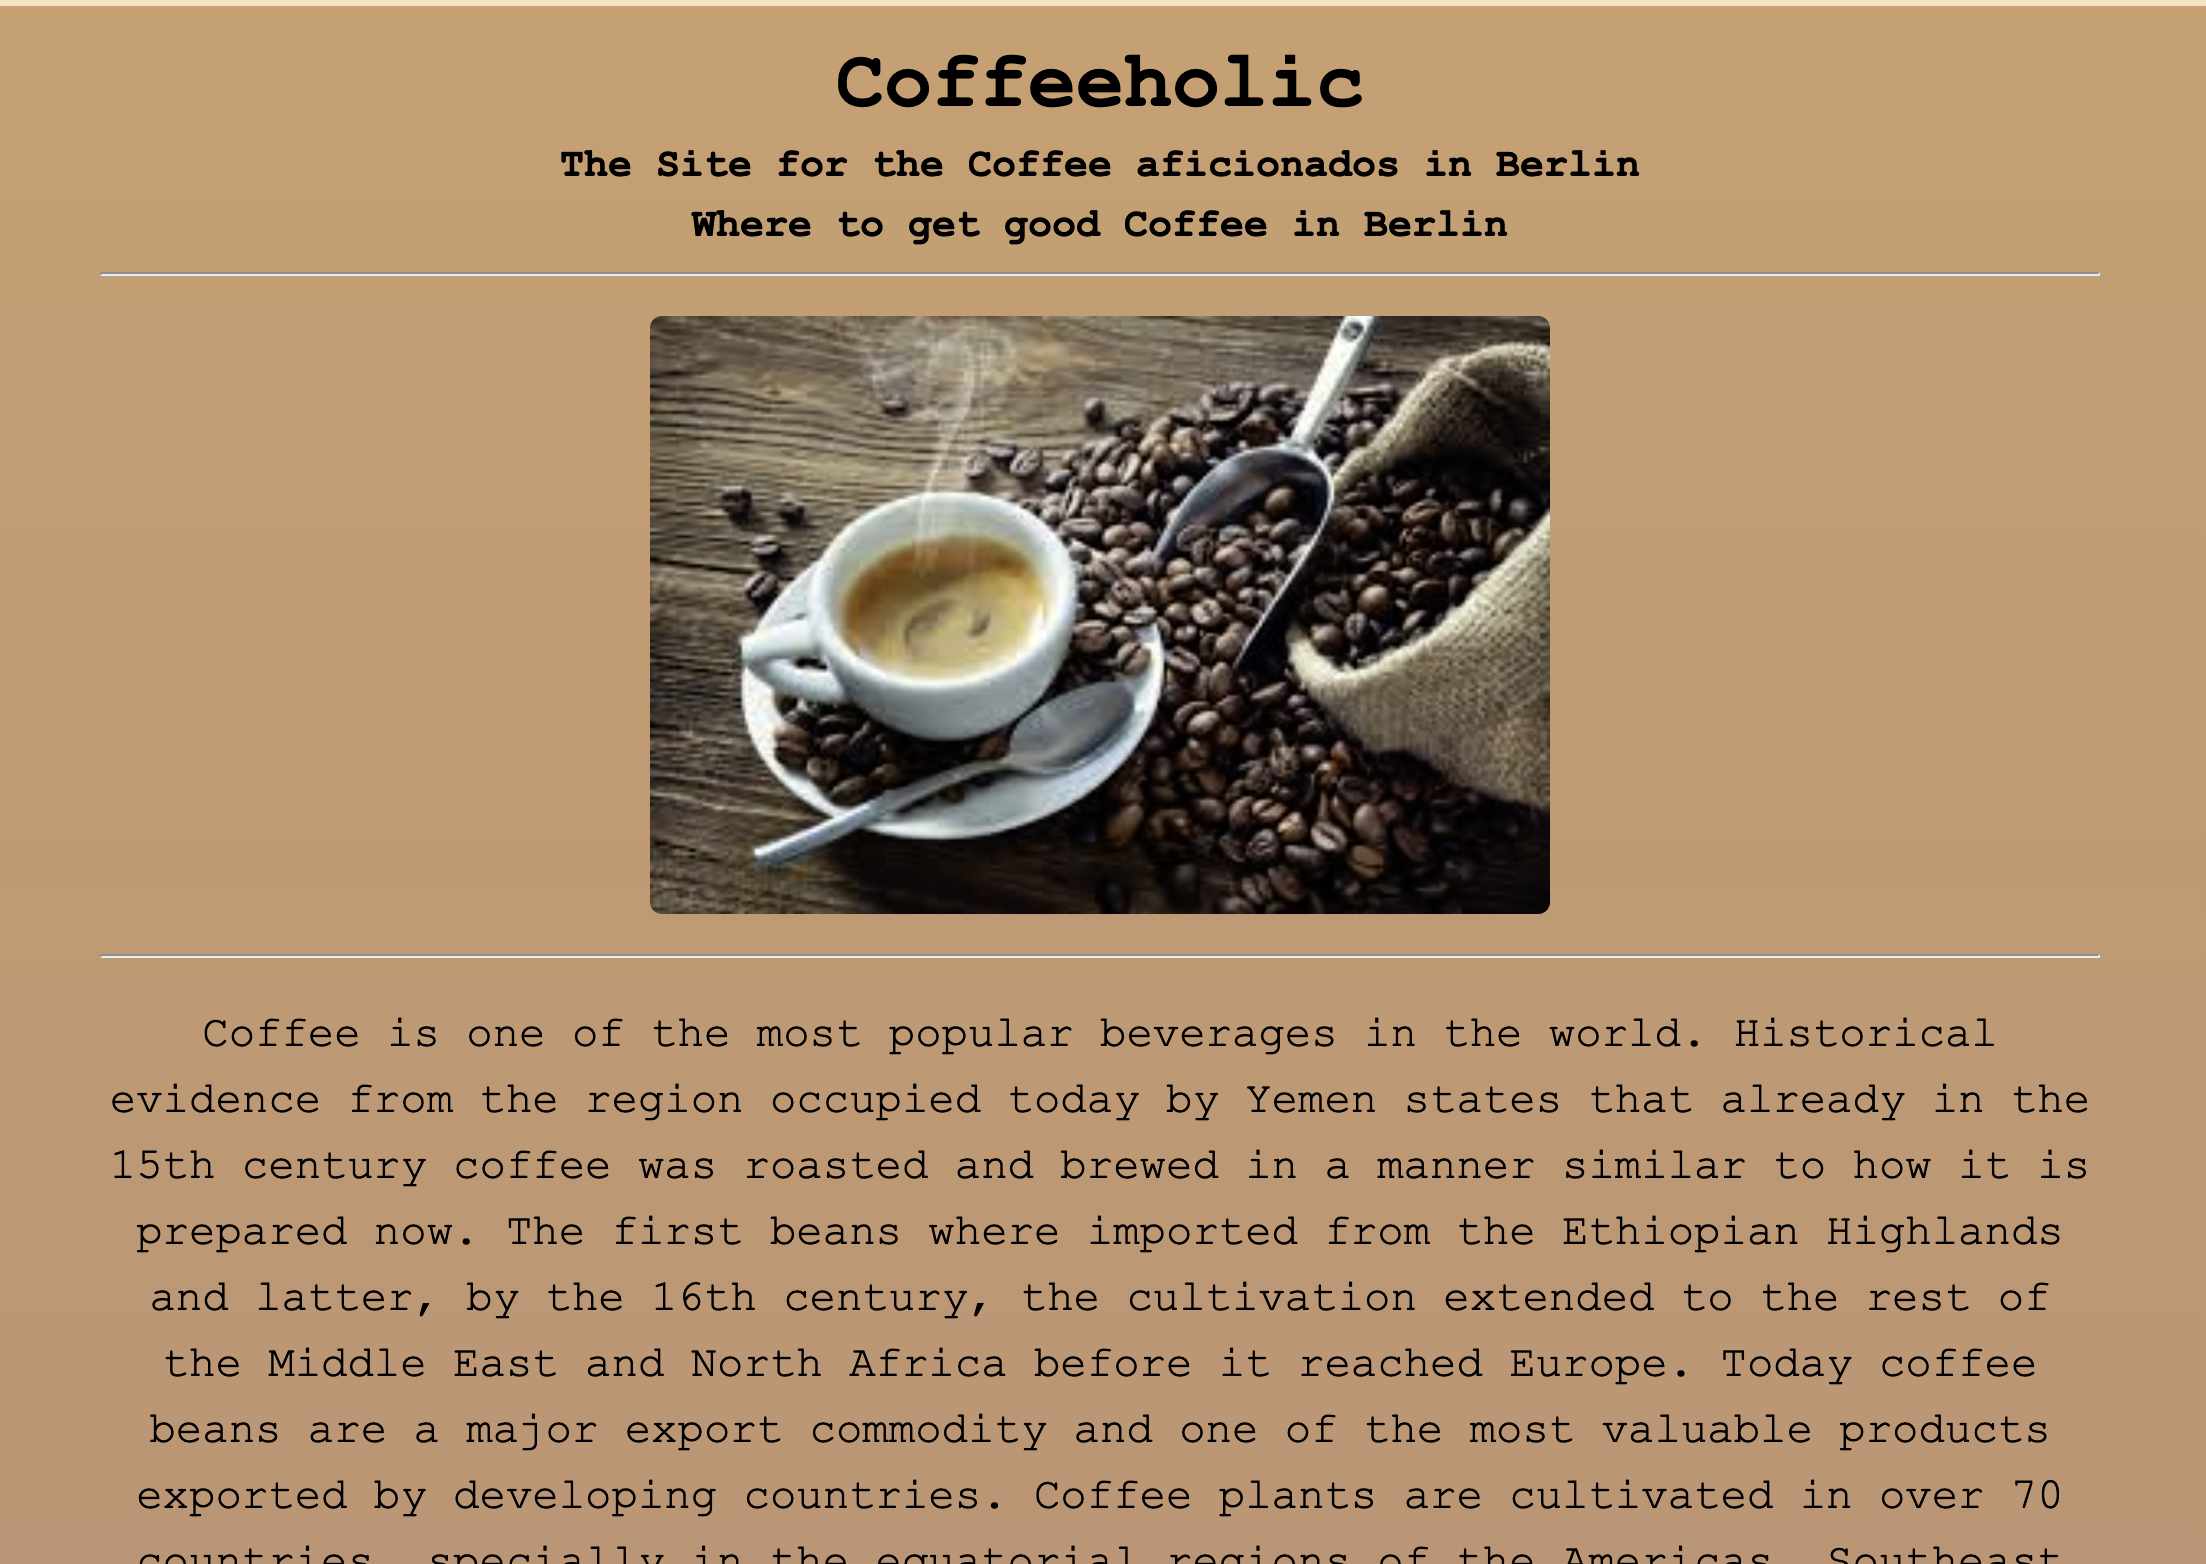 Coffeeholic
The Site for the Coffee aficionados in Berlin
Where to get good Coffee in Berlin
Coffee is one of the most popular beverages in the world. Historical
evidence from the region occupied today by Yemen states that already in the
15th century coffee was roasted and brewed in a manner similar to how it is
prepared now. The first beans where imported from the Ethiopian Highlands
and latter, by the 16th century, the cultivation extended to the rest of
the Middle East and North Africa before it reached Europe. Today coffee
beans are a major export commodity and one of the most valuable products
exported by developing countries. Coffee plants are cultivated in over 70
countries, specially in the equatorial regions of the Americas, Southeast